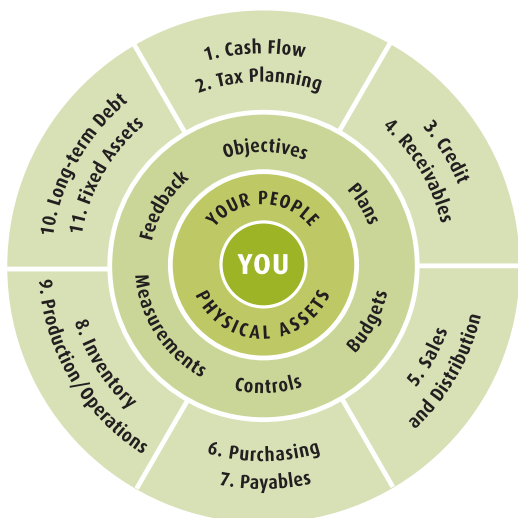 1. Cash Flow
2. Tax Planning
3. Credit
4. Receivables
5. Sales
and Distribution
6. Purchasing
7. Payables
8. Inventory
9. Production/Operations
10. Long-term Debt
11. Fixed Assets
Objectives
Plans
Budgets
Controls
Measurements
Feedback
YOUR PEOPLE
PHYSICAL ASSETS
YOU